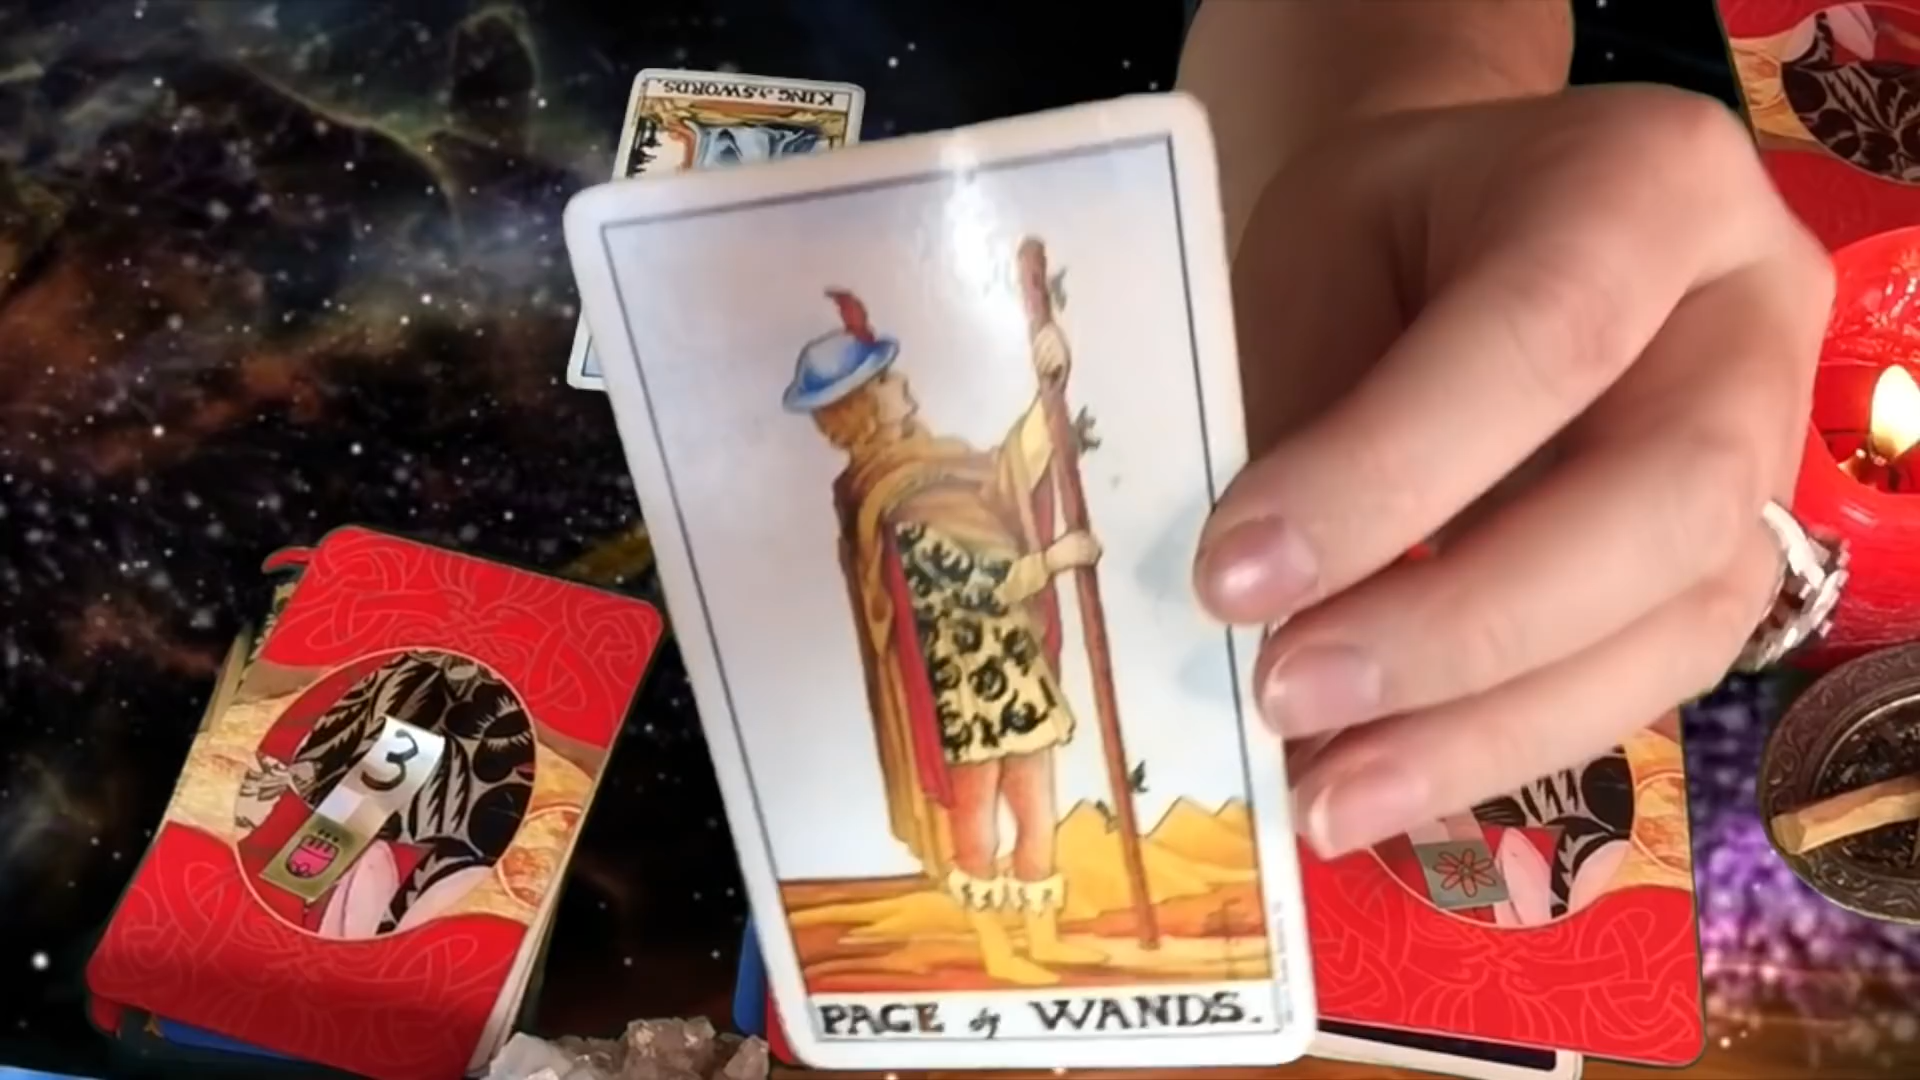 KING of SWORDS.
PAGE of WANDS.
3